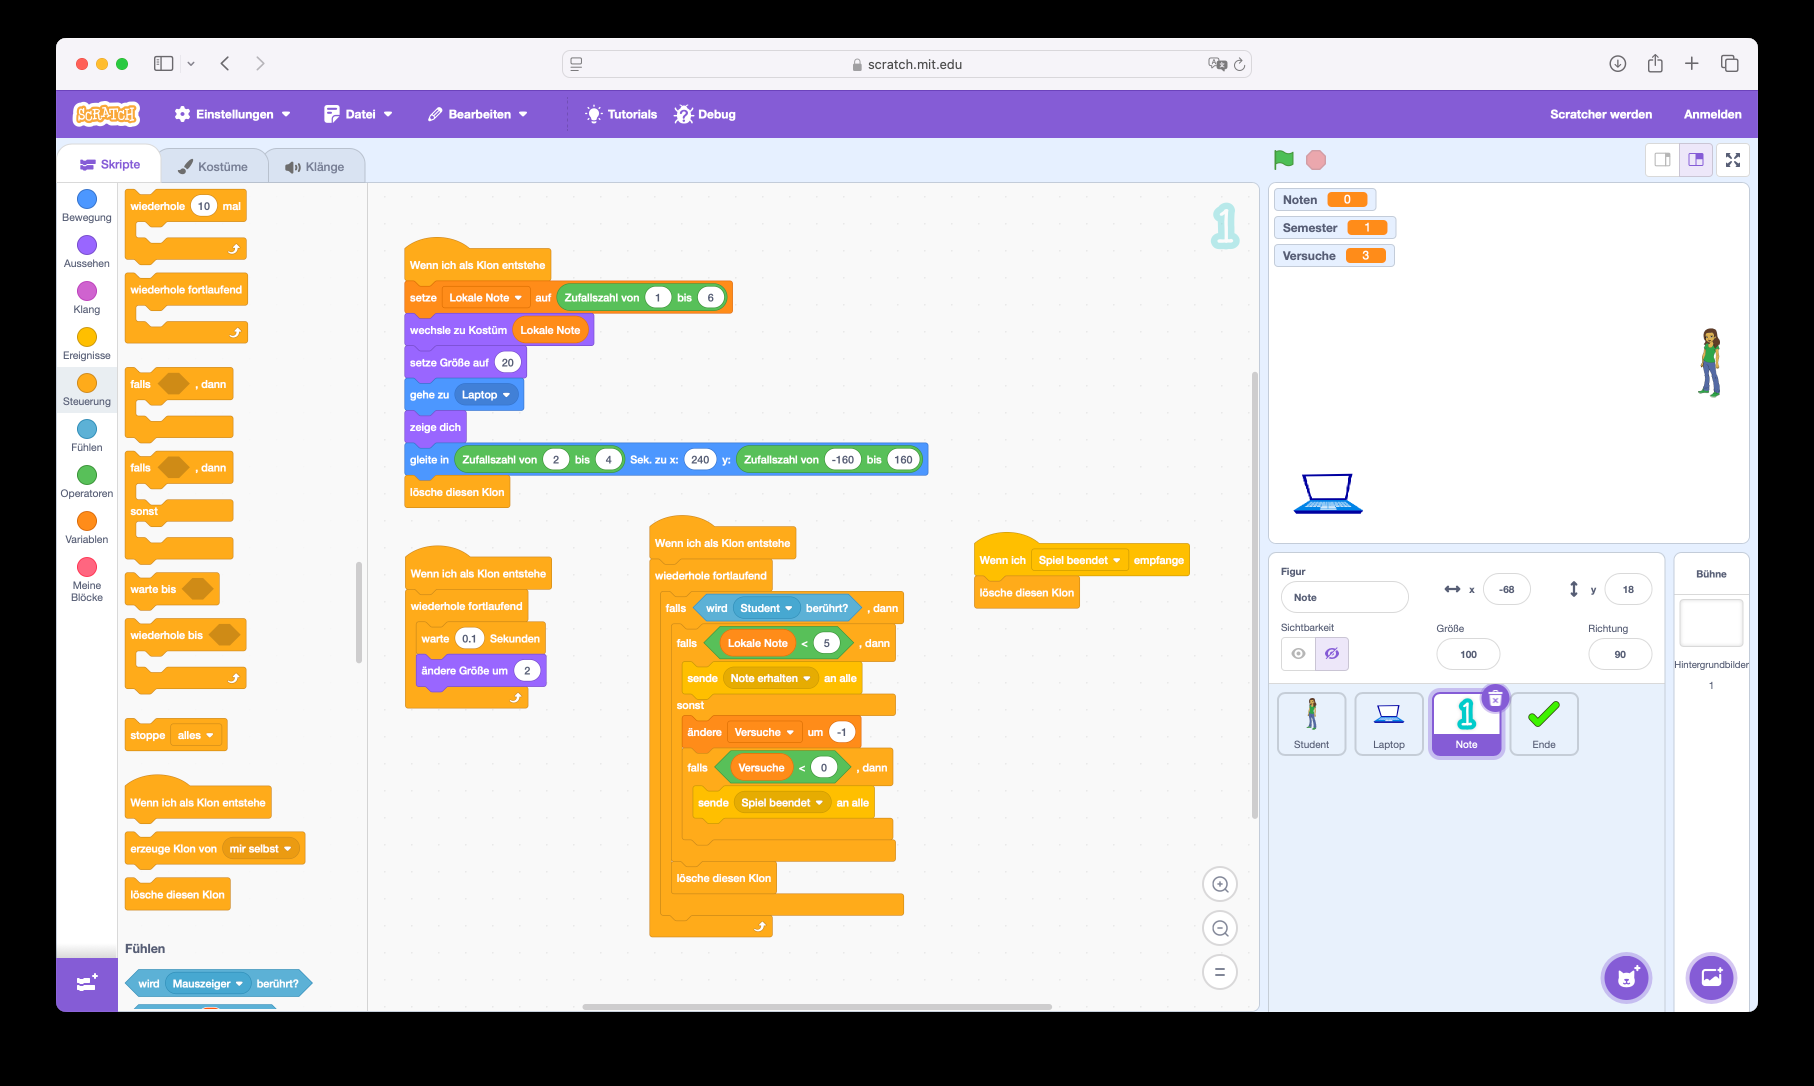 scratch.mit.edu
SCRATCH
Einstellungen
Datei
Bearbeiten
Tutorials
Debug
Scratcher werden
Anmelden
Skripte
Kostüme
Klänge
Bewegung
Aussehen
Klang
Ereignisse
Steuerung
Fühlen
Operatoren
Variablen
Meine
Blöcke
wiederhole 10 mal
wiederhole fortlaufend
falls , dann
falls , dann
sonst
warte bis
wiederhole bis
stoppe alles
Wenn ich als Klon entstehe
erzeuge Klon von mir selbst
lösche diesen Klon
Fühlen
wird Mauszeiger berührt?
Wenn ich als Klon entstehe
setze Lokale Note auf Zufallszahl von 1 bis 6
wechsle zu Kostüm Lokale Note
setze Größe auf 20
gehe zu Laptop
zeige dich
gleite in Zufallszahl von 2 bis 4 Sek. zu x: 240 y: Zufallszahl von -160 bis 160
lösche diesen Klon
Wenn ich als Klon entstehe
wiederhole fortlaufend
warte 0.1 Sekunden
ändere Größe um 2
Wenn ich als Klon entstehe
wiederhole fortlaufend
falls wird Student berührt? , dann
falls Lokale Note < 5 , dann
sende Note erhalten an alle
sonst
ändere Versuche um -1
falls Versuche < 0 , dann
sende Spiel beendet an alle
lösche diesen Klon
Wenn ich Spiel beendet empfange
lösche diesen Klon
1
Noten 0
Semester 1
Versuche 3
Figur
Note
x -68
y 18
Sichtbarkeit
Größe
100
Richtung
90
Student
Laptop
1
Note
Ende
Bühne
Hintergrundbilder
1